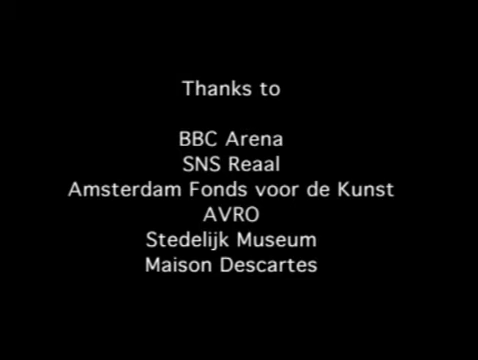 Thanks to
BBC Arena
SNS Reaal
Amsterdam Fonds voor de Kunst
AVRO
Stedelijk Museum
Maison Descartes